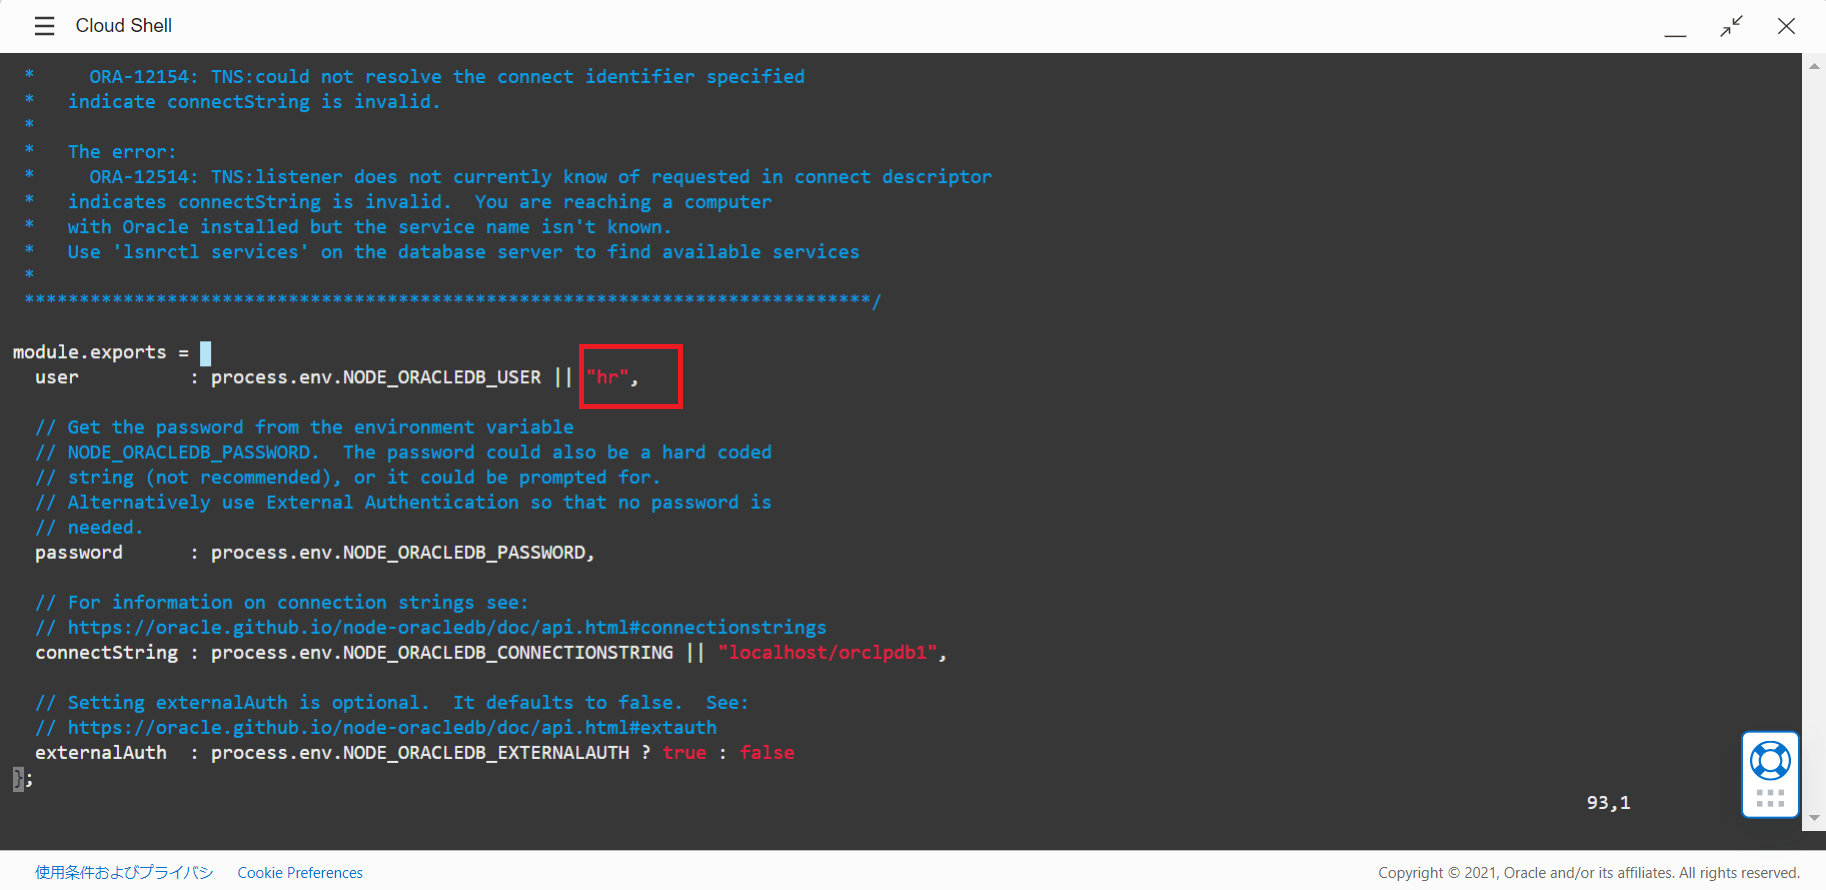 Cloud Shell
*     ORA-12154: TNS:could not resolve the connect identifier specified
*   indicate connectString is invalid.
*
*   The error:
*     ORA-12514: TNS:listener does not currently know of requested in connect descriptor
*   indicates connectString is invalid.  You are reaching a computer
*   with Oracle installed but the service name isn't known.
*   Use 'lsnrctl services' on the database server to find available services
*
*****************************************************************************/
module.exports =
  user          : process.env.NODE_ORACLEDB_USER || "hr",
  // Get the password from the environment variable
  // NODE_ORACLEDB_PASSWORD.  The password could also be a hard coded
  // string (not recommended), or it could be prompted for.
  // Alternatively use External Authentication so that no password is
  // needed.
  password      : process.env.NODE_ORACLEDB_PASSWORD,
  // For information on connection strings see:
  // https://oracle.github.io/node-oracledb/doc/api.html#connectionstrings
  connectString : process.env.NODE_ORACLEDB_CONNECTIONSTRING || "localhost/orclpdb1",
  // Setting externalAuth is optional.  It defaults to false.  See:
  // https://oracle.github.io/node-oracledb/doc/api.html#extauth
  externalAuth  : process.env.NODE_ORACLEDB_EXTERNALAUTH ? true : false
};
93,1
使用条件およびプライバシ
Cookie Preferences
Copyright © 2021, Oracle and/or its affiliates. All rights reserved.